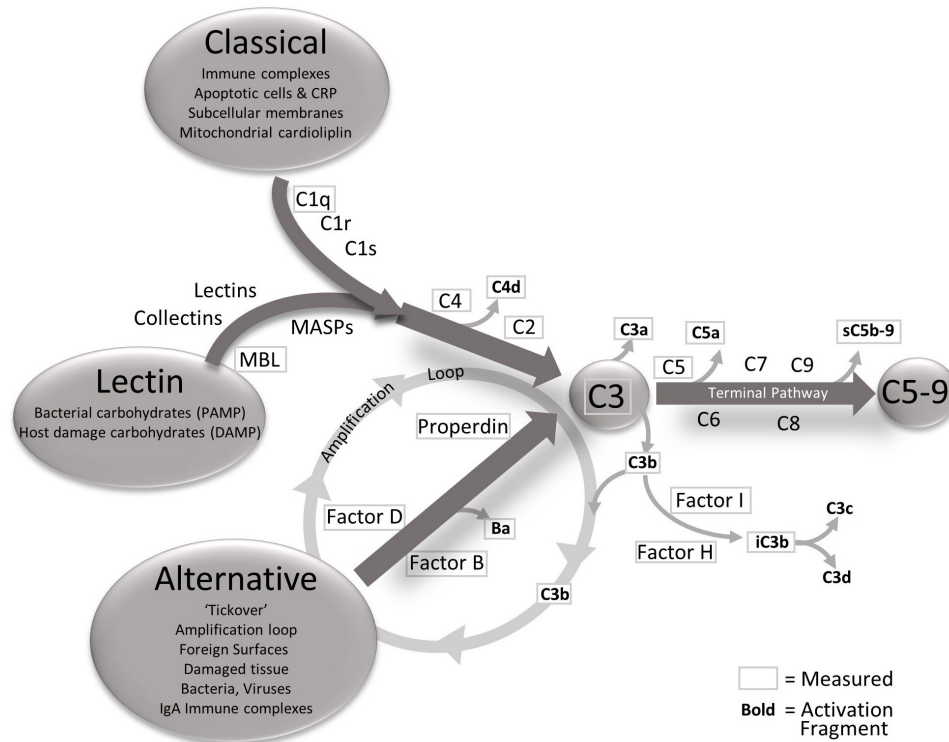 Classical
Immune complexes
Apoptotic cells & CRP
Subcellular membranes
Mitochondrial cardioliplin
C1q
C1r
C1s
Lectins
Collectins
MASPs
MBL
Lectin
Bacterial carbohydrates (PAMP)
Host damage carbohydrates (DAMP)
C4
C4d
C2
C3a
C3
C5
C5a
C7
C9
sC5b-9
Terminal Pathway
C6
C8
C5-9
Amplification
Loop
Properdin
Factor D
Ba
Factor B
C3b
C3b
Factor I
Factor H
iC3b
C3c
C3d
Alternative
'Tickover'
Amplification loop
Foreign Surfaces
Damaged tissue
Bacteria, Viruses
IgA Immune complexes
= Measured
Bold = Activation
Fragment